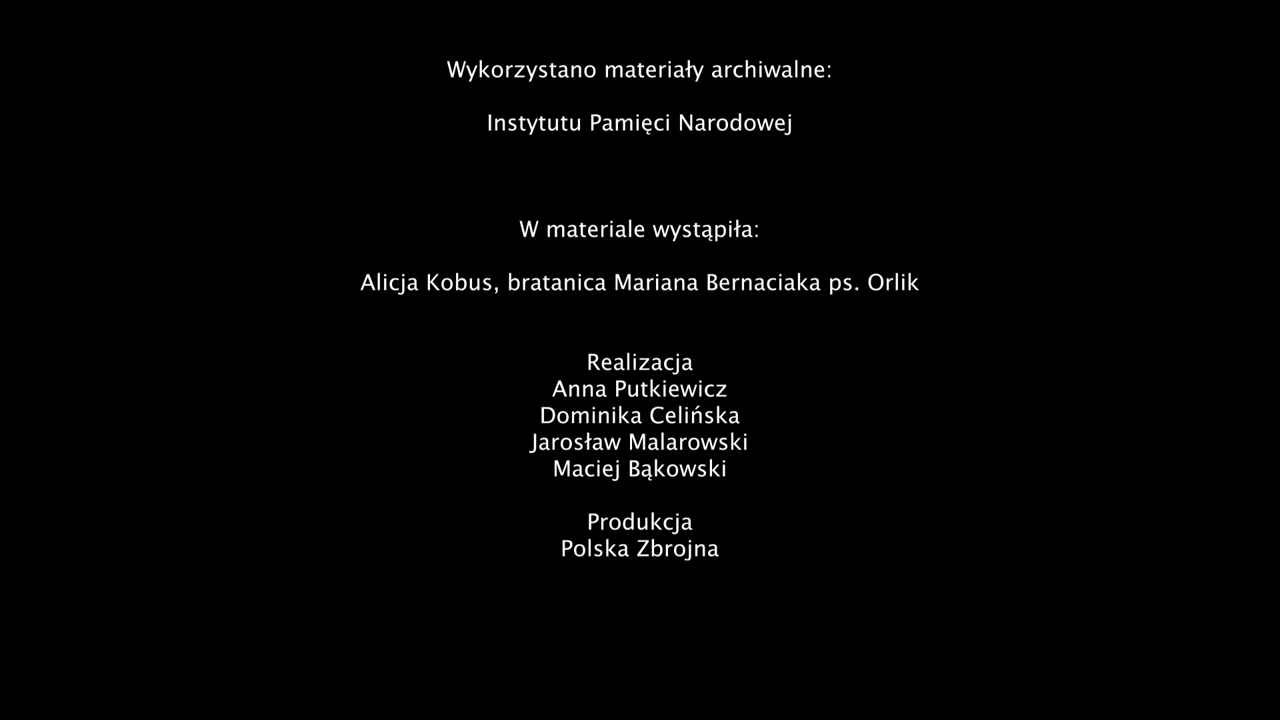 Wykorzystano materiały archiwalne:
Instytutu Pamięci Narodowej
W materiale wystąpiła:
Alicja Kobus, bratanica Mariana Bernaciaka ps. Orlik
Realizacja
Anna Putkiewicz
Dominika Celińska
Jarosław Malarowski
Maciej Bąkowski
Produkcja
Polska Zbrojna